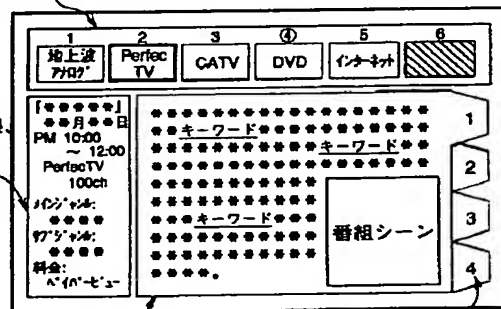 1 2 3 ④ 5 6
地上波
アナログ
Perfec
TV
CATV
DVD
インターネット
『*****』
**月**日
PM 10:00
～ 12:00
PerfecTV
100ch
メインジャンル:
****
サブジャンル:
****
料金:
ペイパービュー
******************
**キーワード**********
************キーワード
******************
***********
***キーワード***
***********
***********
****。
番組シーン
1
2
3
4